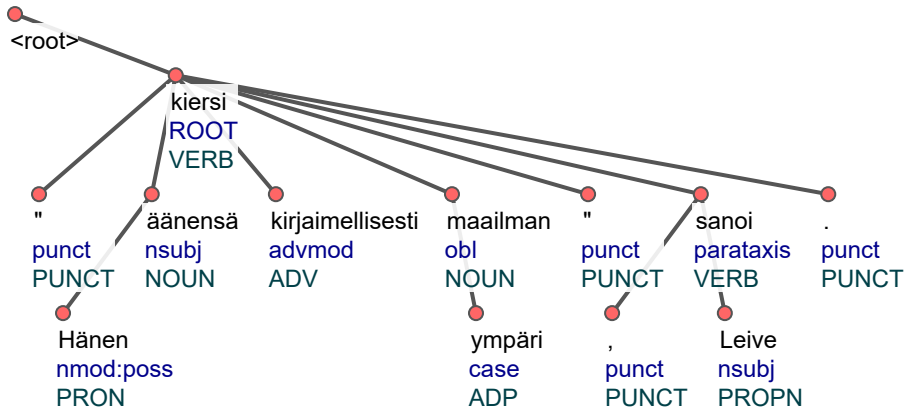 <root>
kiersi
ROOT
VERB
" äänensä kirjaimellisesti maailman " sanoi .
punct nsubj advmod obl punct parataxis punct
PUNCT NOUN ADV NOUN PUNCT VERB PUNCT
Hänen ympäri , Leive
nmod:poss case punct nsubj
PRON ADP PUNCT PROPN